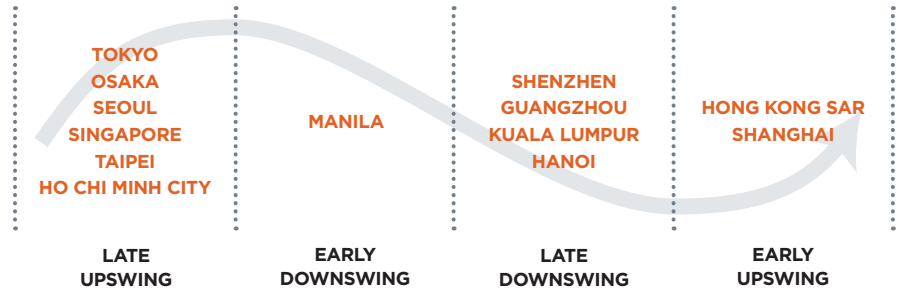 TOKYO
OSAKA
SEOUL
SINGAPORE
TAIPEI
HO CHI MINH CITY
LATE
UPSWING
MANILA
EARLY
DOWNSWING
SHENZHEN
GUANGZHOU
KUALA LUMPUR
HANOI
LATE
DOWNSWING
HONG KONG SAR
SHANGHAI
EARLY
UPSWING